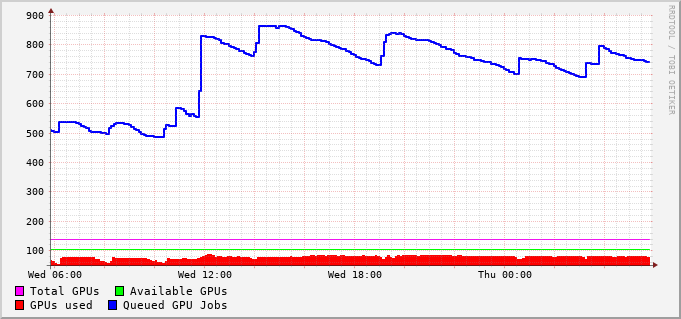 900
800
700
600
500
400
300
200
100
Wed 06:00 Wed 12:00 Wed 18:00 Thu 00:00
Total GPUs Available GPUs
GPUs used Queued GPU Jobs
RRDTOOL / TOBI OETIKER